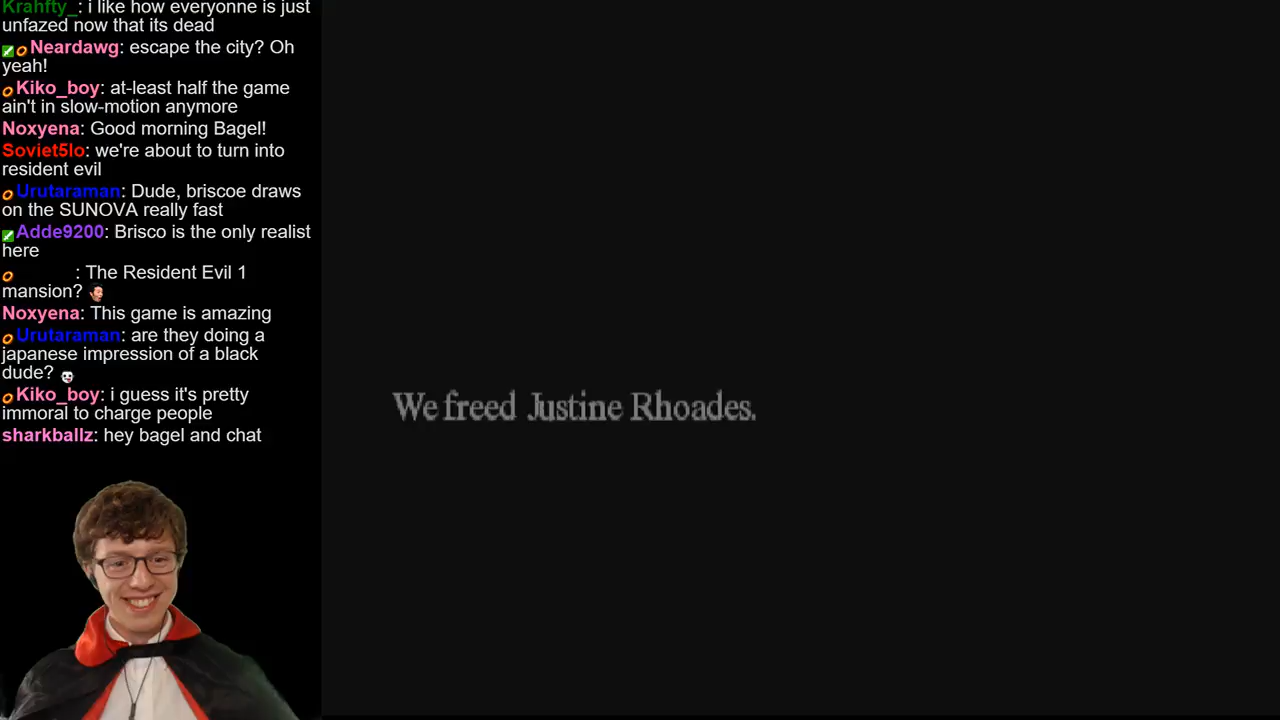 Krahfty_: i like how everyonne is just
unfazed now that its dead
Neardawg: escape the city? Oh
yeah!
Kiko_boy: at-least half the game
ain't in slow-motion anymore
Noxyena: Good morning Bagel!
Soviet5lo: we're about to turn into
resident evil
Urutaraman: Dude, briscoe draws
on the SUNOVA really fast
Adde9200: Brisco is the only realist
here
: The Resident Evil 1
mansion?
Noxyena: This game is amazing
Urutaraman: are they doing a
japanese impression of a black
dude?
Kiko_boy: i guess it's pretty
immoral to charge people
sharkballz: hey bagel and chat
We freed Justine Rhoades.